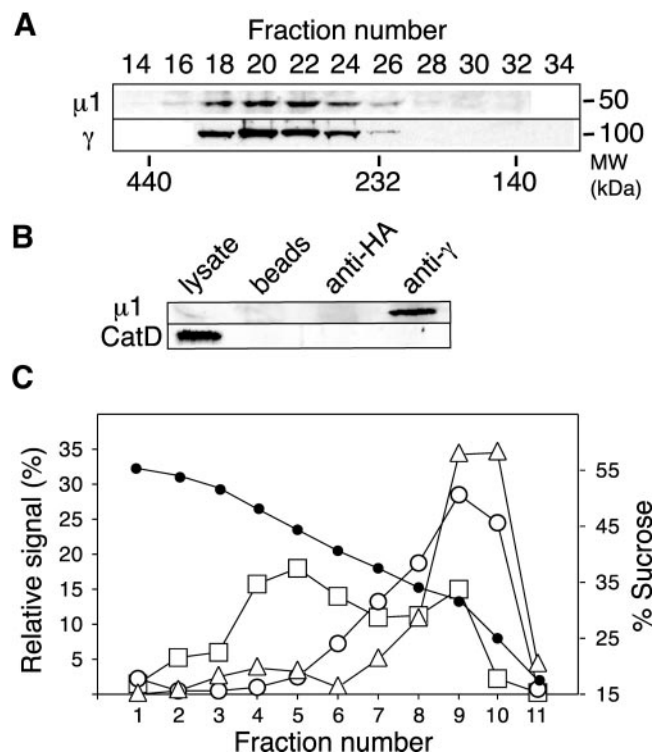 A
Fraction number
14 16 18 20 22 24 26 28 30 32 34
μ1 50
γ 100
440 232 140 MW
(kDa)
B
lysate beads anti-HA anti-γ
μ1
CatD
C
Relative signal (%)
35
30
25
20
15
10
5
% Sucrose
55
45
35
25
15
1 2 3 4 5 6 7 8 9 10 11
Fraction number